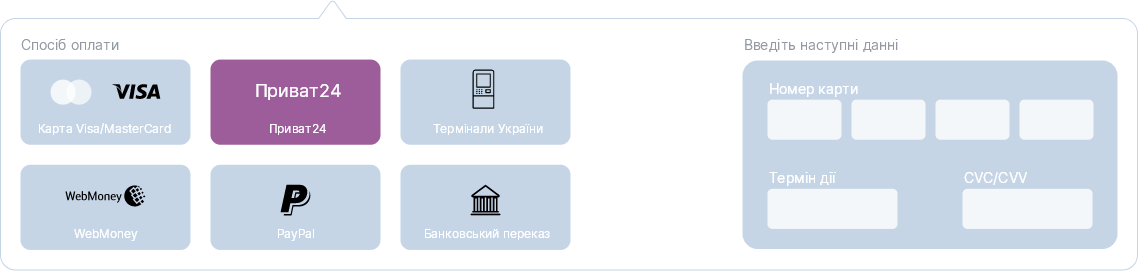 Спосіб оплати
VISA
Карта Visa/MasterCard
Приват24
Приват24
Термінали України
WebMoney
WebMoney
PayPal
Банковський переказ
Введіть наступні данні
Номер карти
Термін дії
CVC/CVV